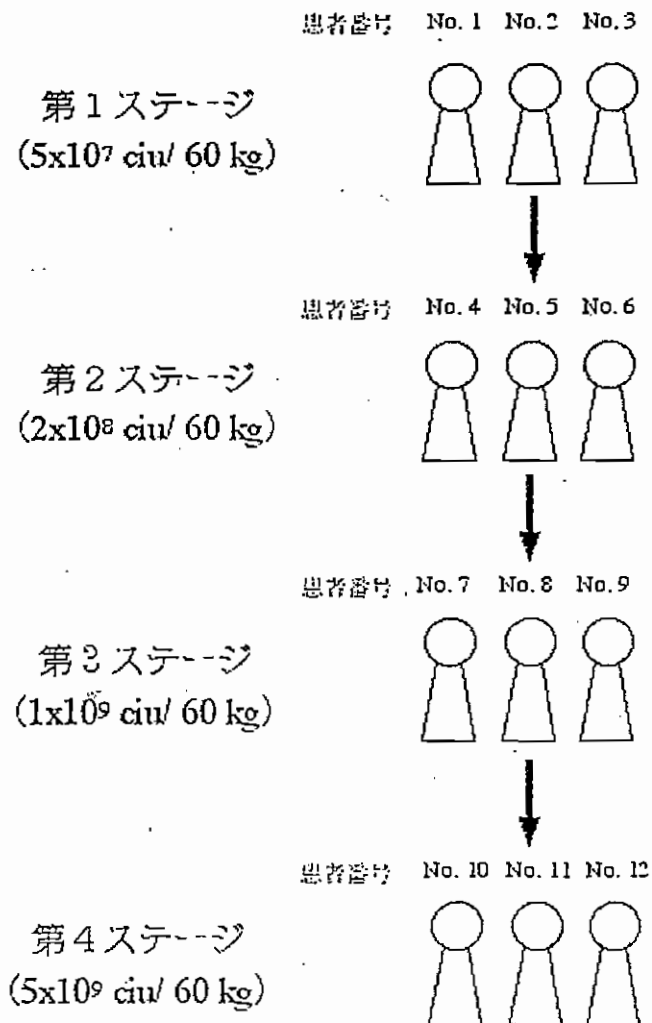 患者番号 No. 1 No. 2 No. 3
第1ステージ
(5x10⁷ ciu/ 60 kg)
患者番号 No. 4 No. 5 No. 6
第2ステージ
(2x10⁸ ciu/ 60 kg)
患者番号 No. 7 No. 8 No. 9
第3ステージ
(1x10⁹ ciu/ 60 kg)
患者番号 No. 10 No. 11 No. 12
第4ステージ
(5x10⁹ ciu/ 60 kg)